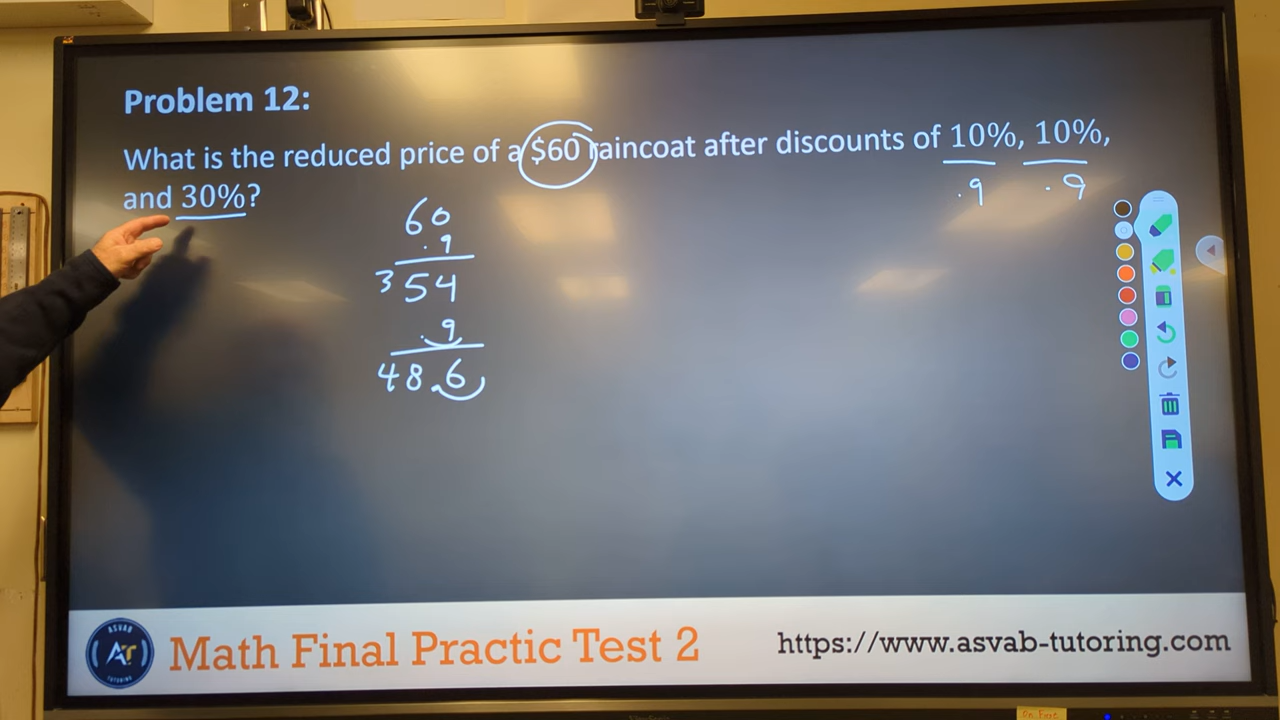 Problem 12:
What is the reduced price of a $60 raincoat after discounts of 10%, 10%,
and 30%?
.9 .9
60
.9
3 54
.9
48.6
ASVAB
AT
TUTORING
Math Final Practic Test 2
https://www.asvab-tutoring.com